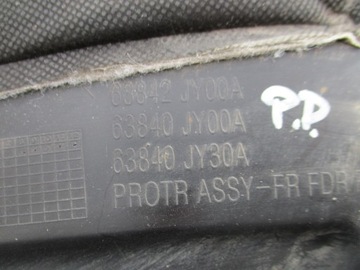 63842 JY00A
63840 JY00A
63840 JY30A
PROTR ASSY-FR FDR
P.P.